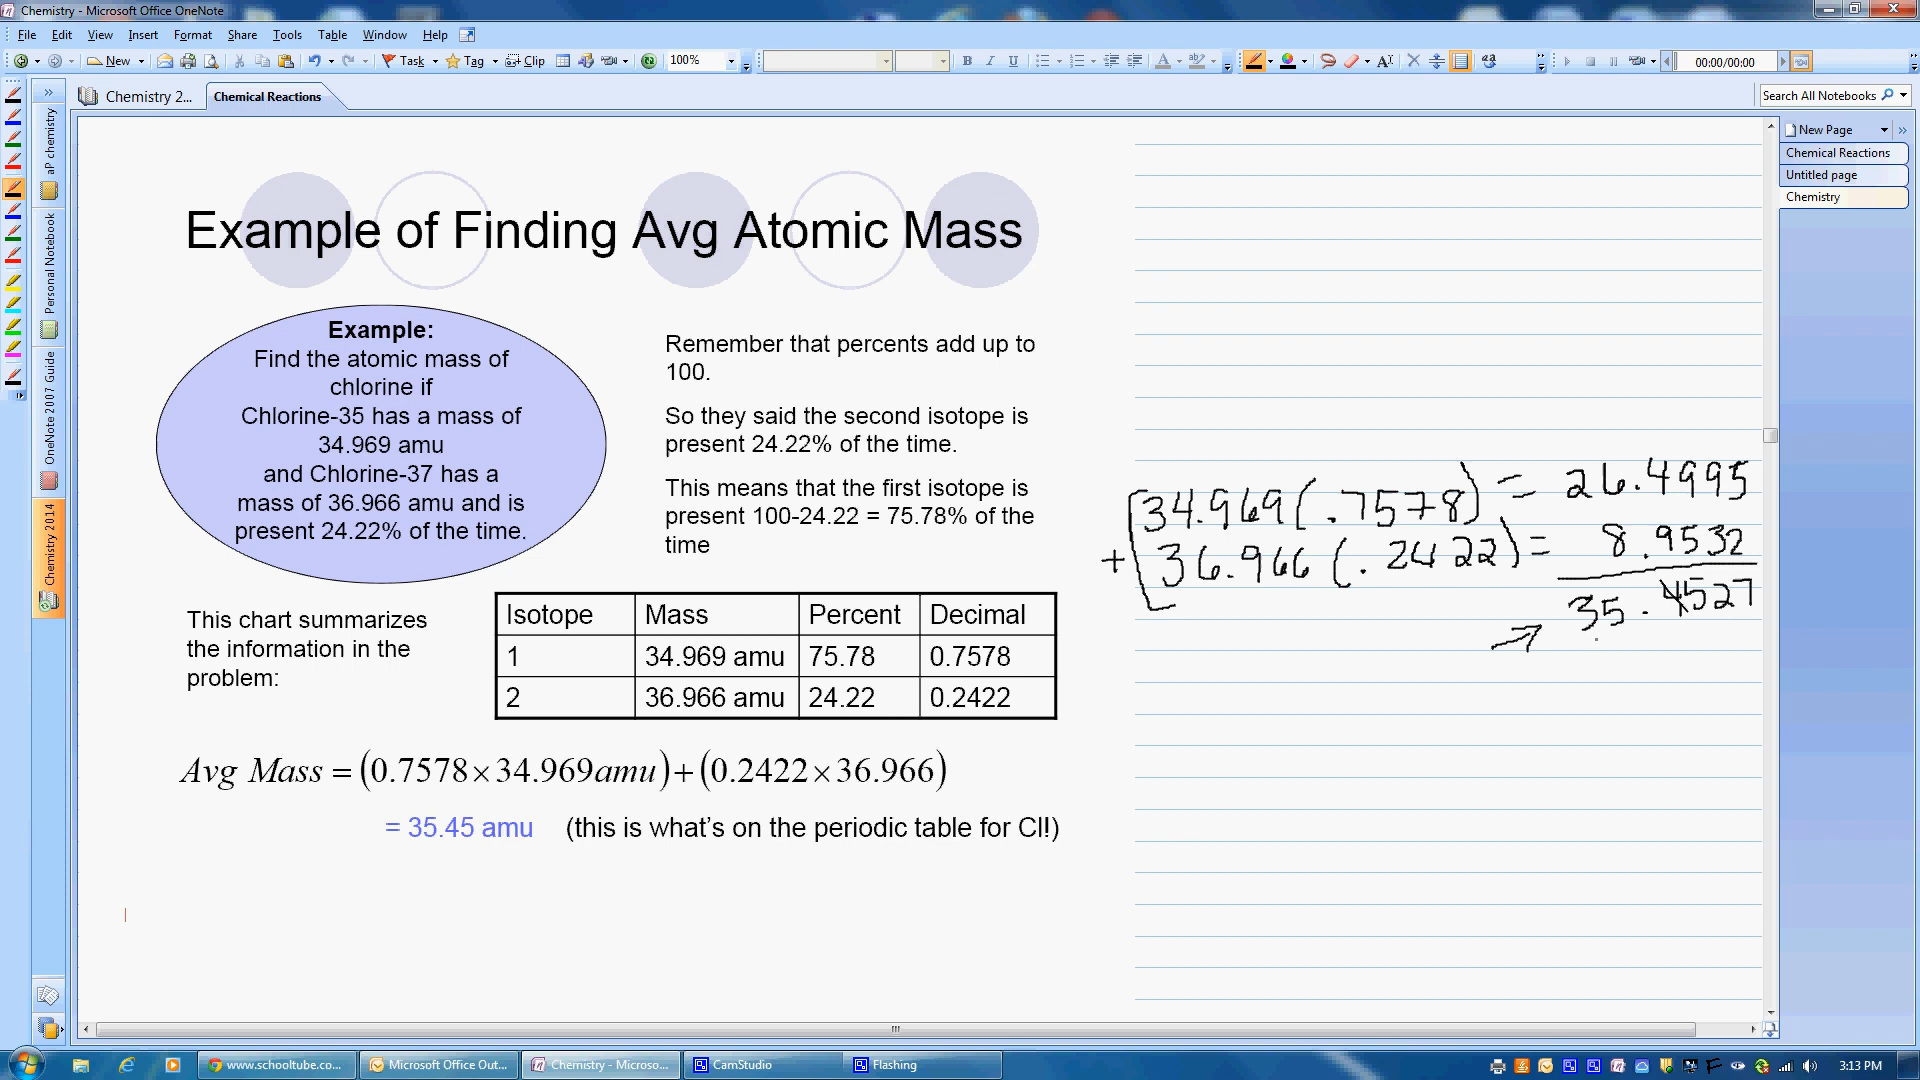 Chemistry - Microsoft Office OneNote
File Edit View Insert Format Share Tools Table Window Help
New Task Tag Clip 100% 00:00/00:00
Chemistry 2... Chemical Reactions Search All Notebooks
New Page
Chemical Reactions
Untitled page
Chemistry
aP chemistry
Personal Notebook
OneNote 2007 Guide
Chemistry 2014
Example of Finding Avg Atomic Mass
Example:
Find the atomic mass of
chlorine if
Chlorine-35 has a mass of
34.969 amu
and Chlorine-37 has a
mass of 36.966 amu and is
present 24.22% of the time.
Remember that percents add up to
100.
So they said the second isotope is
present 24.22% of the time.
This means that the first isotope is
present 100-24.22 = 75.78% of the
time
This chart summarizes
the information in the
problem:
Isotope Mass Percent Decimal
1 34.969 amu 75.78 0.7578
2 36.966 amu 24.22 0.2422
Avg Mass = (0.7578×34.969amu)+(0.2422×36.966)
= 35.45 amu (this is what's on the periodic table for Cl!)
34.969(.7578) = 26.4995
+ 36.966(.2422) = 8.9532
→ 35.4527
www.schooltube.co... Microsoft Office Out... Chemistry - Microso... CamStudio Flashing 3:13 PM